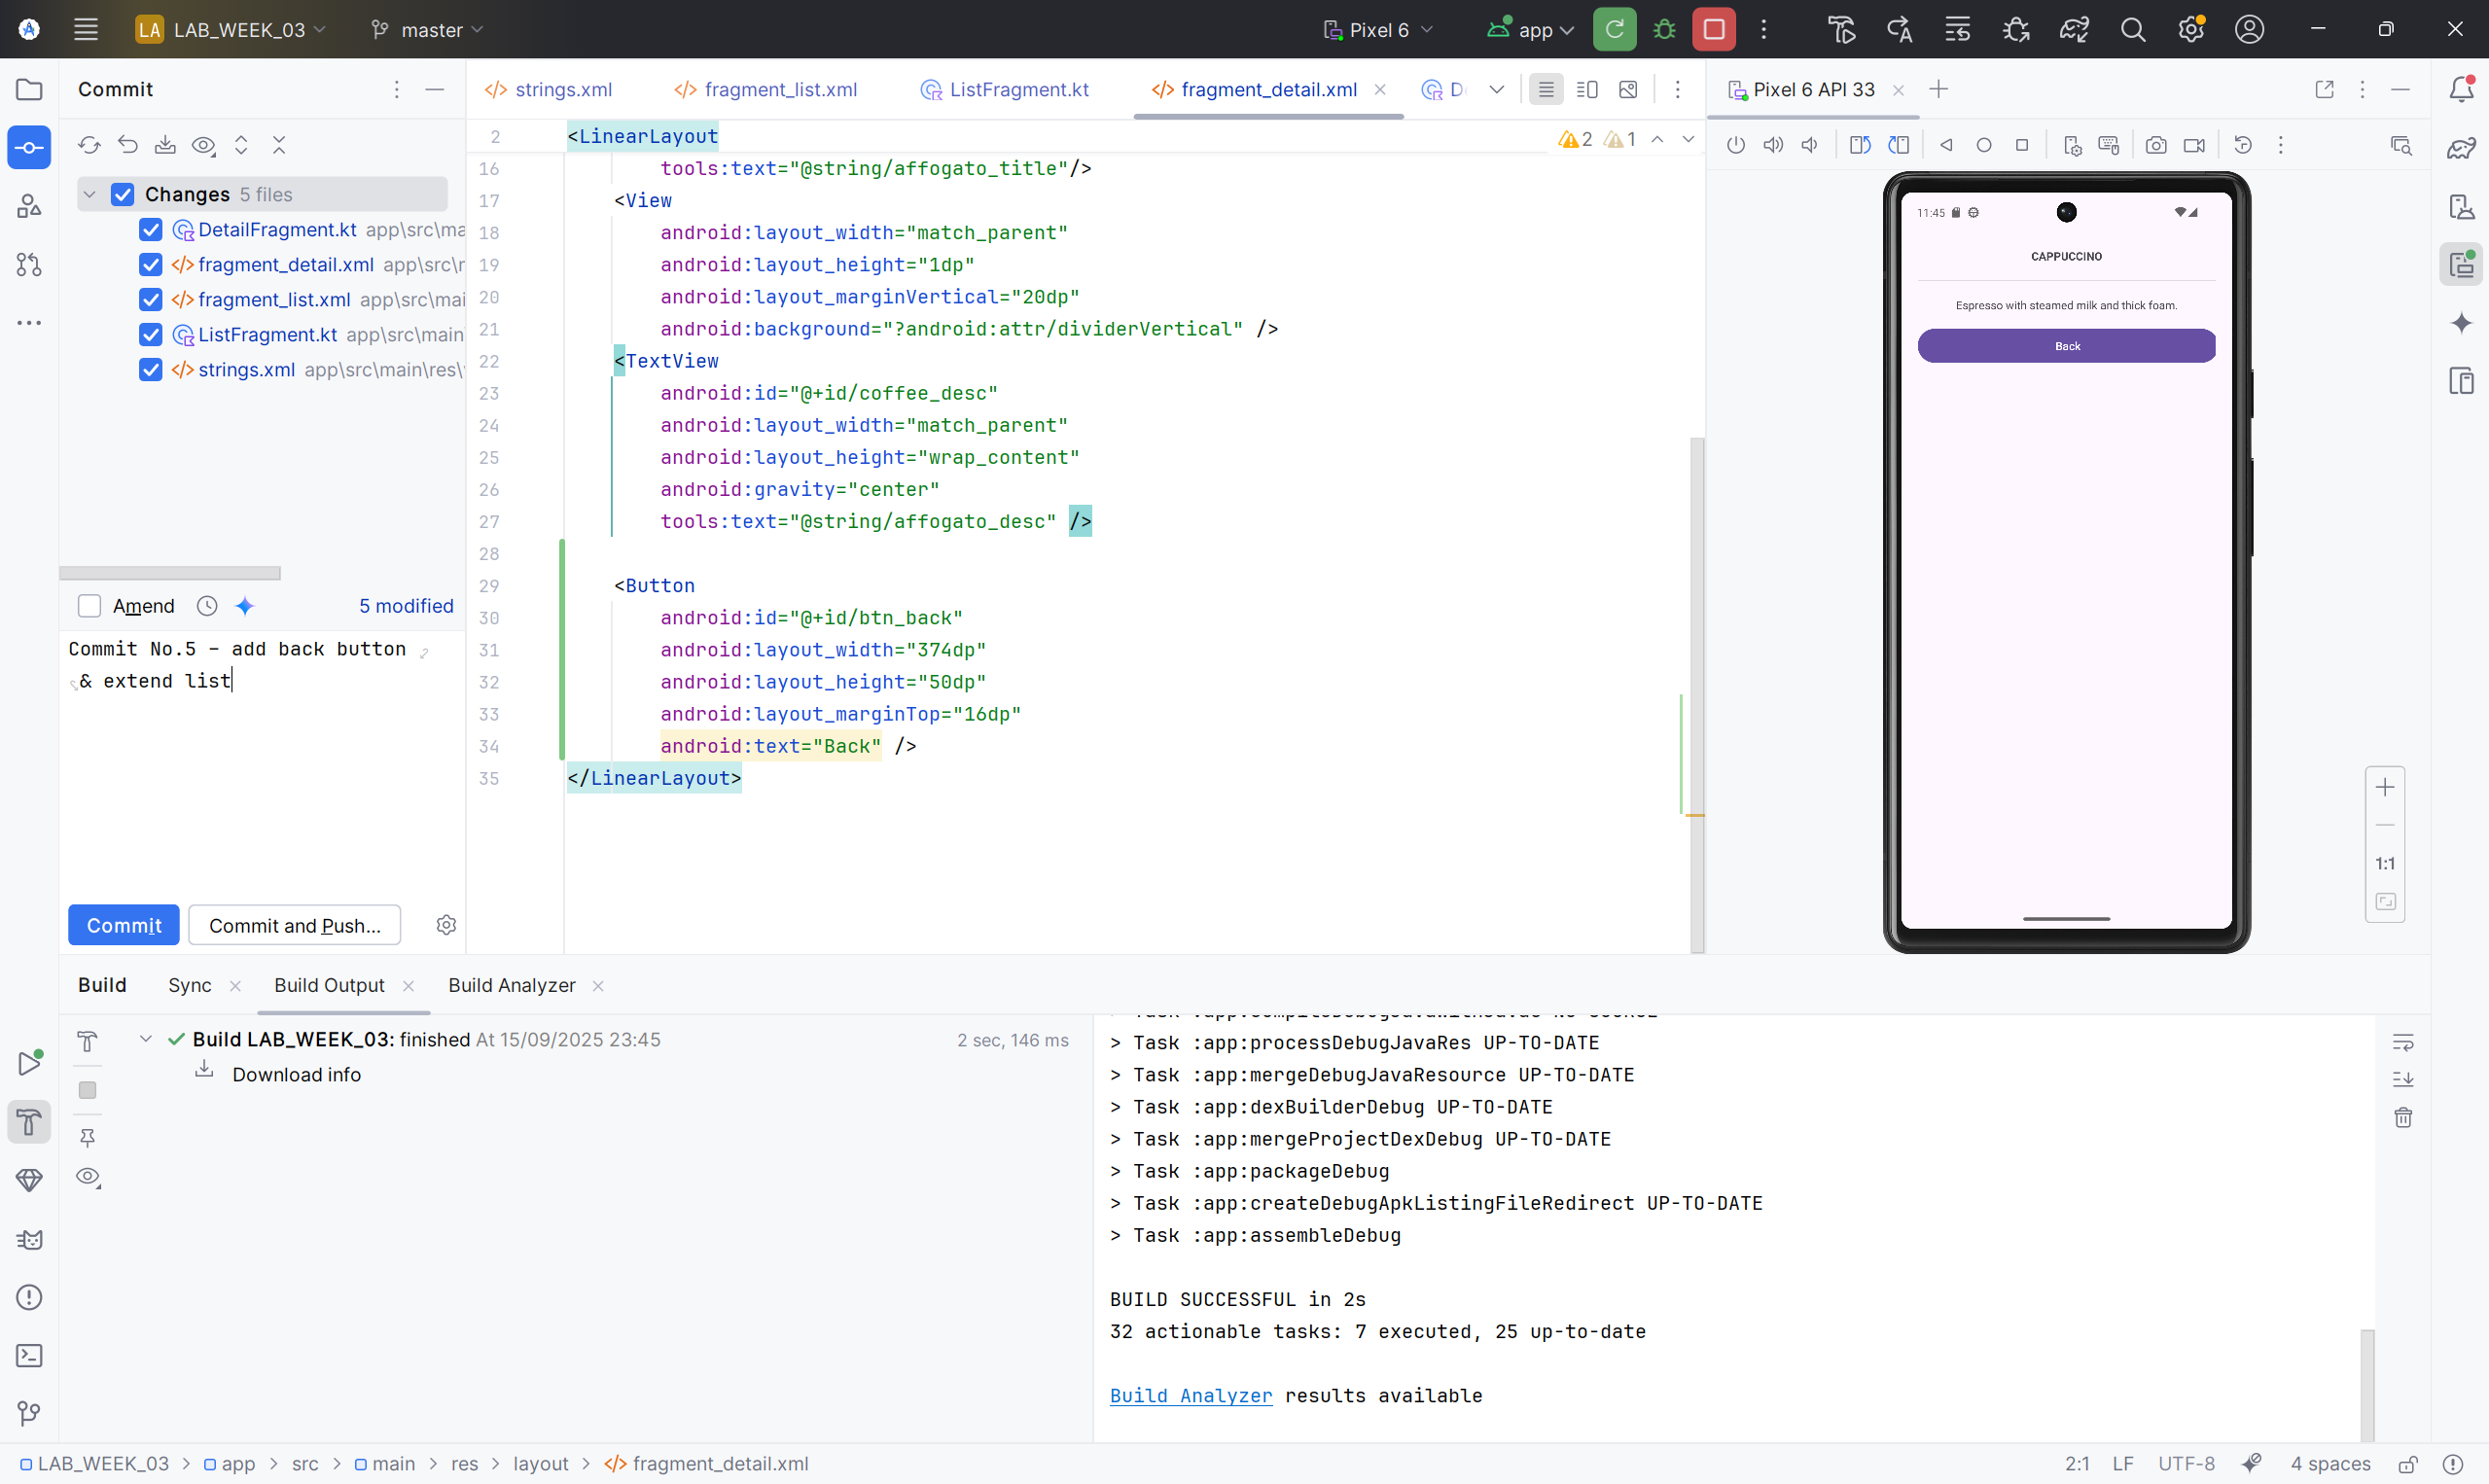 LA LAB_WEEK_03 master Pixel 6 app
Commit
strings.xml fragment_list.xml ListFragment.kt fragment_detail.xml
Pixel 6 API 33
Changes 5 files
DetailFragment.kt app\src\ma
fragment_detail.xml app\src\r
fragment_list.xml app\src\mai
ListFragment.kt app\src\main
strings.xml app\src\main\res\
Amend 5 modified
Commit No.5 - add back button
& extend list
Commit Commit and Push...
2 <LinearLayout 2 1
16 tools:text="@string/affogato_title"/>
17 <View
18 android:layout_width="match_parent"
19 android:layout_height="1dp"
20 android:layout_marginVertical="20dp"
21 android:background="?android:attr/dividerVertical" />
22 <TextView
23 android:id="@+id/coffee_desc"
24 android:layout_width="match_parent"
25 android:layout_height="wrap_content"
26 android:gravity="center"
27 tools:text="@string/affogato_desc" />
28
29 <Button
30 android:id="@+id/btn_back"
31 android:layout_width="374dp"
32 android:layout_height="50dp"
33 android:layout_marginTop="16dp"
34 android:text="Back" />
35 </LinearLayout>
11:45
CAPPUCCINO
Espresso with steamed milk and thick foam.
Back
1:1
Build Sync Build Output Build Analyzer
Build LAB_WEEK_03: finished At 15/09/2025 23:45 2 sec, 146 ms
Download info
> Task :app:processDebugJavaRes UP-TO-DATE
> Task :app:mergeDebugJavaResource UP-TO-DATE
> Task :app:dexBuilderDebug UP-TO-DATE
> Task :app:mergeProjectDexDebug UP-TO-DATE
> Task :app:packageDebug
> Task :app:createDebugApkListingFileRedirect UP-TO-DATE
> Task :app:assembleDebug
BUILD SUCCESSFUL in 2s
32 actionable tasks: 7 executed, 25 up-to-date
Build Analyzer results available
LAB_WEEK_03 > app > src > main > res > layout > fragment_detail.xml
2:1 LF UTF-8 4 spaces